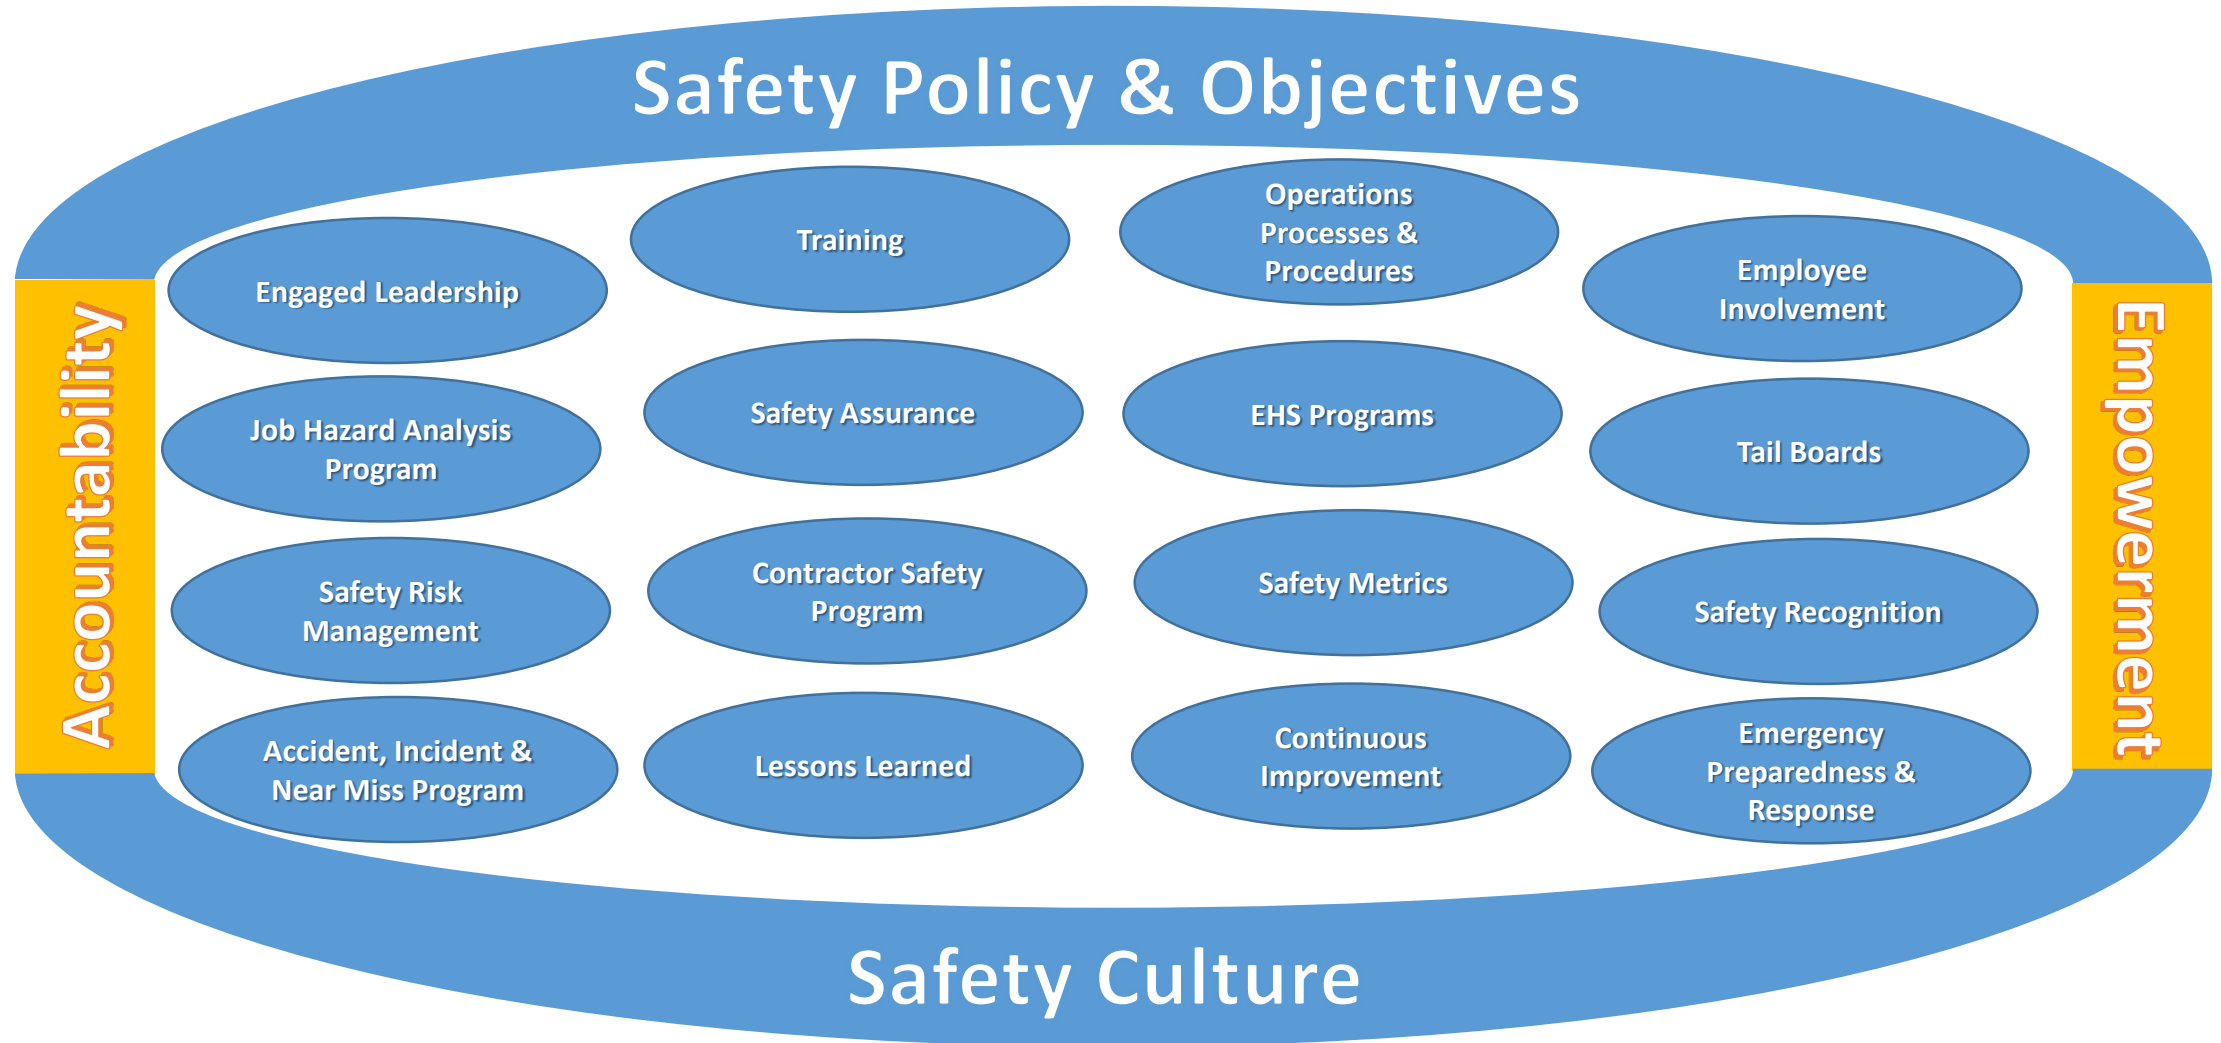 Safety Policy & Objectives
Accountability
Engaged Leadership
Training
Operations
Processes &
Procedures
Employee
Involvement
Job Hazard Analysis
Program
Safety Assurance
EHS Programs
Tail Boards
Safety Risk
Management
Contractor Safety
Program
Safety Metrics
Safety Recognition
Accident, Incident &
Near Miss Program
Lessons Learned
Continuous
Improvement
Emergency
Preparedness &
Response
Empowerment
Safety Culture